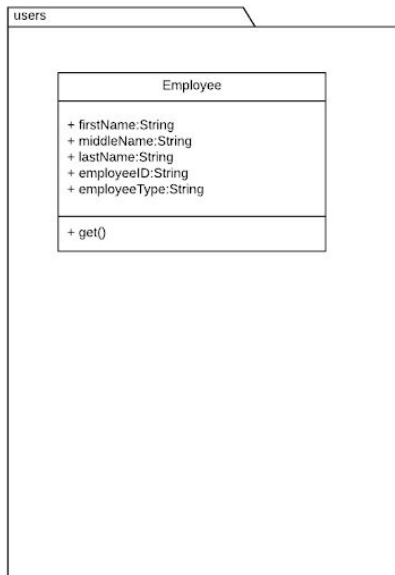 users
Employee
+ firstName:String
+ middleName:String
+ lastName:String
+ employeeID:String
+ employeeType:String
+ get()